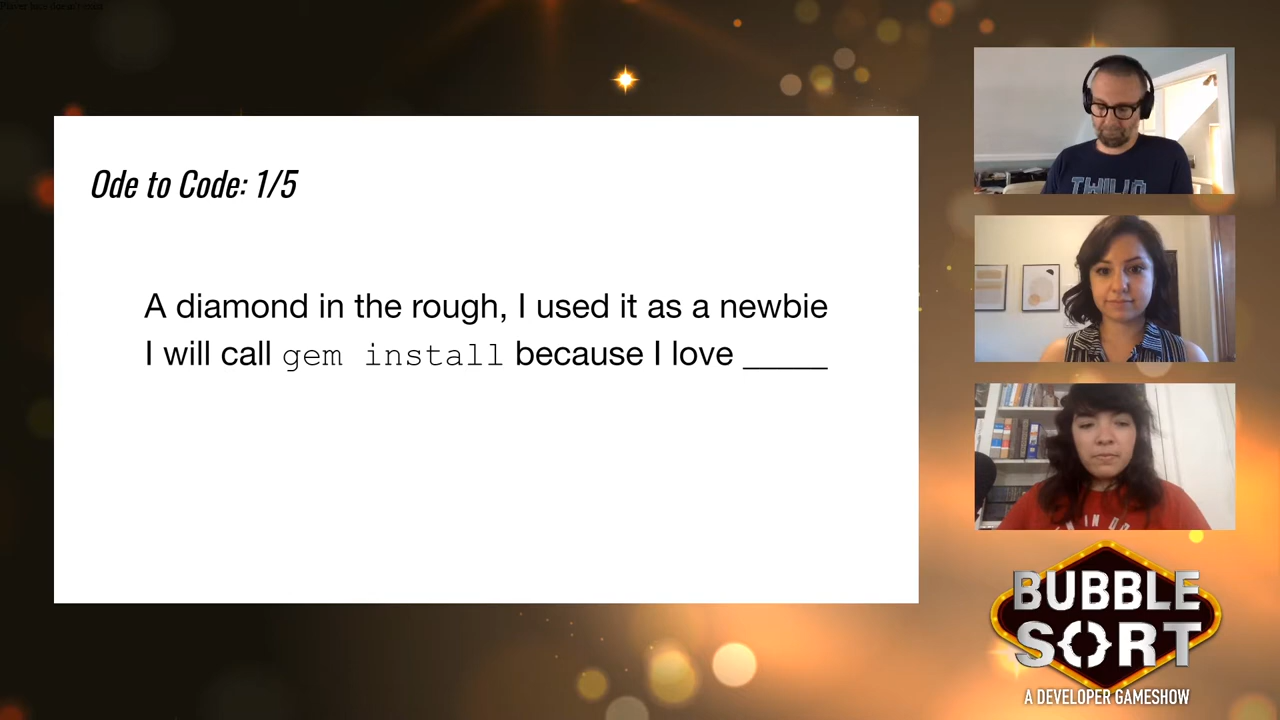 Ode to Code: 1/5
A diamond in the rough, I used it as a newbie
I will call gem install because I love _____
TWILIO
BUBBLE
SORT
A DEVELOPER GAMESHOW